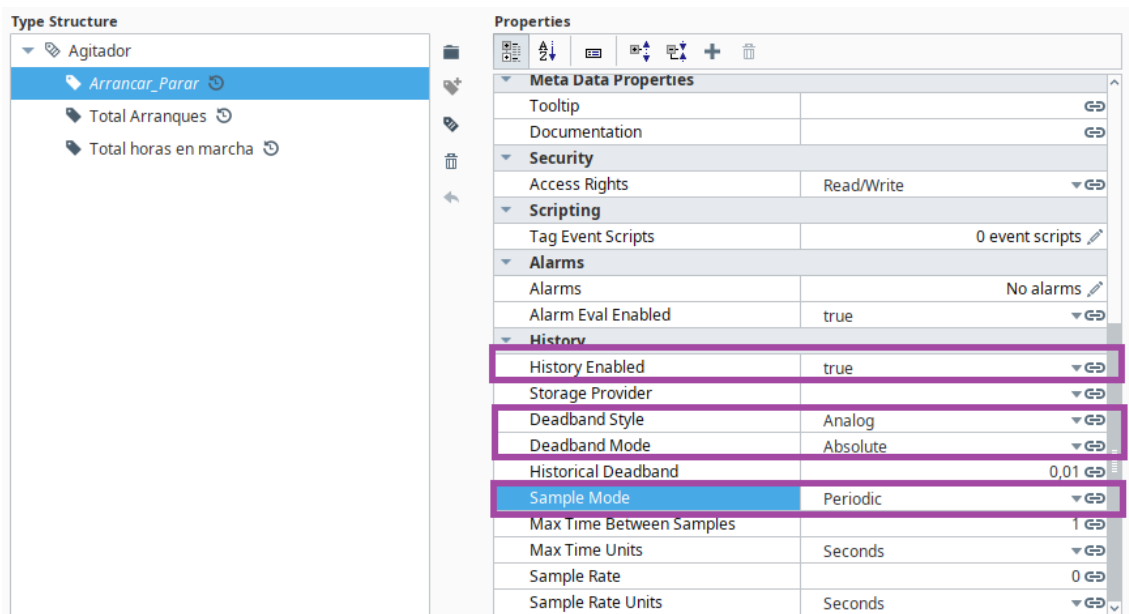 Type Structure
Agitador
Arrancar_Parar
Total Arranques
Total horas en marcha
Properties
Meta Data Properties
Tooltip
Documentation
Security
Access Rights Read/Write
Scripting
Tag Event Scripts 0 event scripts
Alarms
Alarms No alarms
Alarm Eval Enabled true
History
History Enabled true
Storage Provider
Deadband Style Analog
Deadband Mode Absolute
Historical Deadband 0,01
Sample Mode Periodic
Max Time Between Samples 1
Max Time Units Seconds
Sample Rate 0
Sample Rate Units Seconds